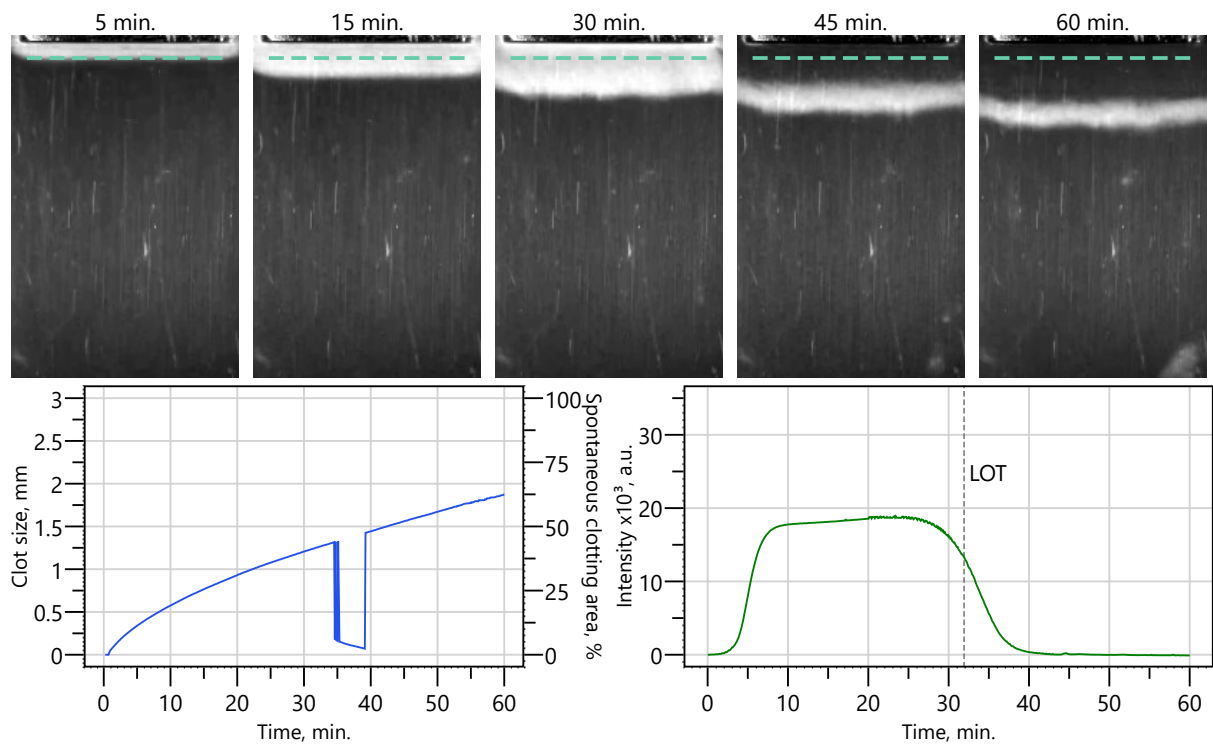 5 min. 15 min. 30 min. 45 min. 60 min.
Clot size, mm
3
2.5
2
1.5
1
0.5
0
100
75
50
25
0
Spontaneous clotting area, %
0 10 20 30 40 50 60
Time, min.
Intensity x10³, a.u.
30
20
10
0
LOT
0 10 20 30 40 50 60
Time, min.